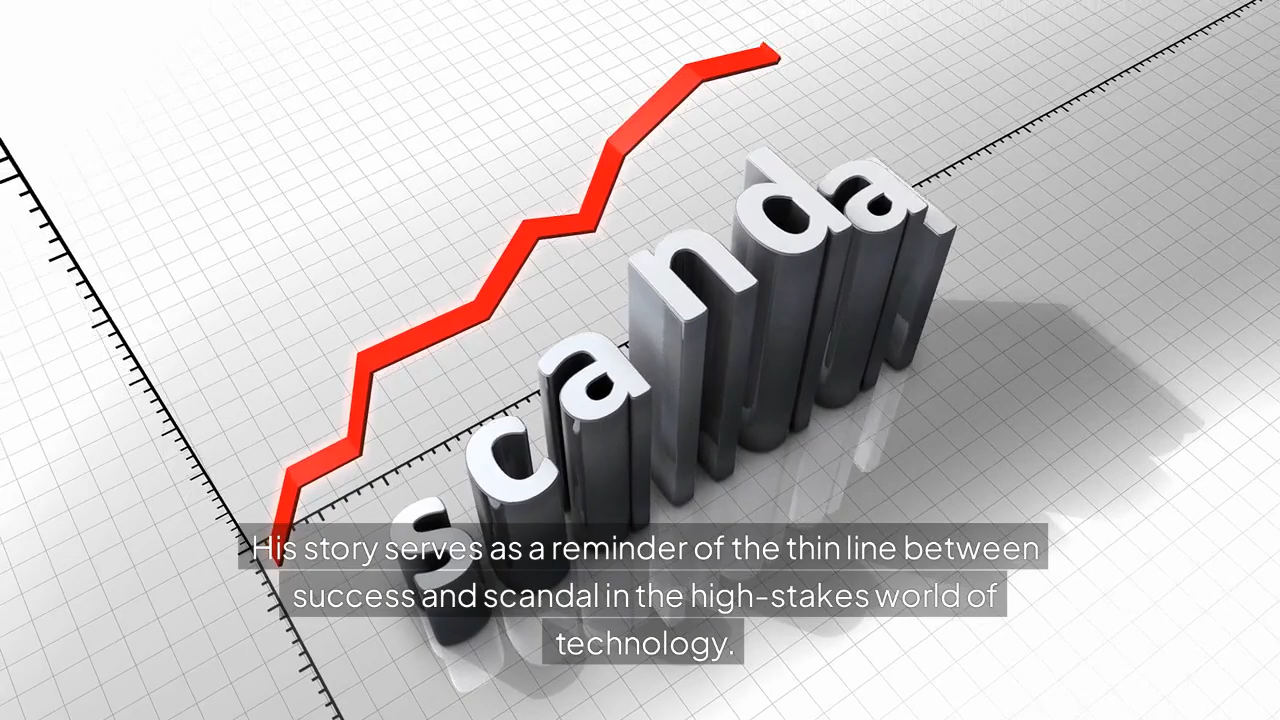 scandal
His story serves as a reminder of the thin line between
success and scandal in the high-stakes world of
technology.